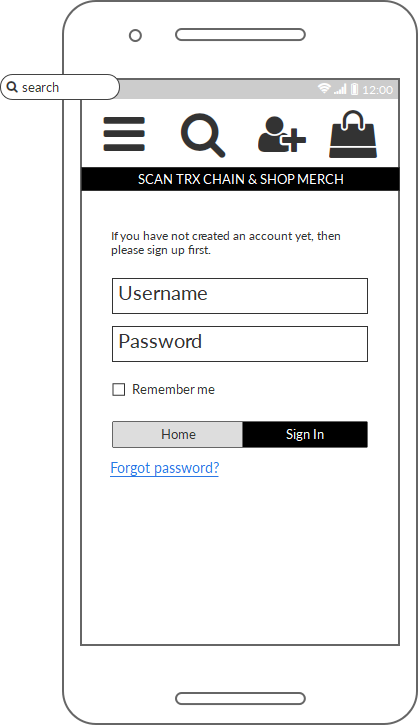 search
12:00
SCAN TRX CHAIN & SHOP MERCH
If you have not created an account yet, then
please sign up first.
Username
Password
Remember me
Home
Sign In
Forgot password?